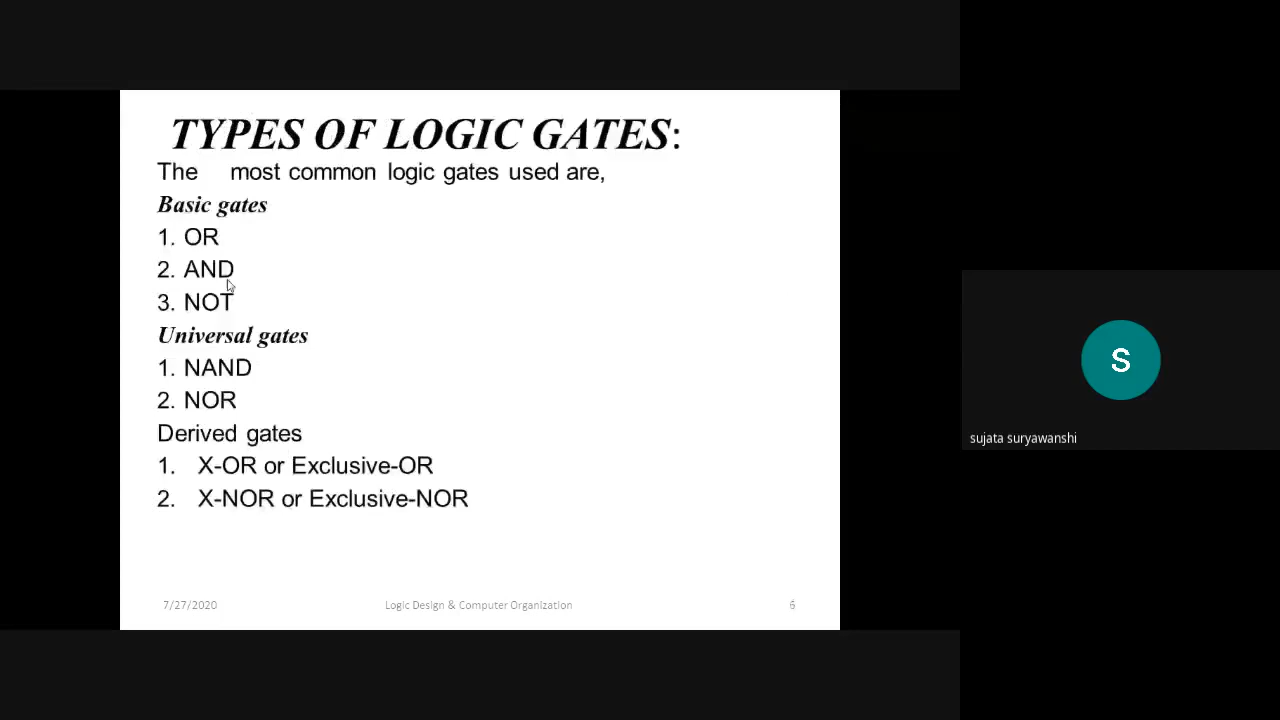 TYPES OF LOGIC GATES:
The most common logic gates used are,
Basic gates
1. OR
2. AND
3. NOT
Universal gates
1. NAND
2. NOR
Derived gates
1. X-OR or Exclusive-OR
2. X-NOR or Exclusive-NOR
7/27/2020 Logic Design & Computer Organization 6
S
sujata suryawanshi